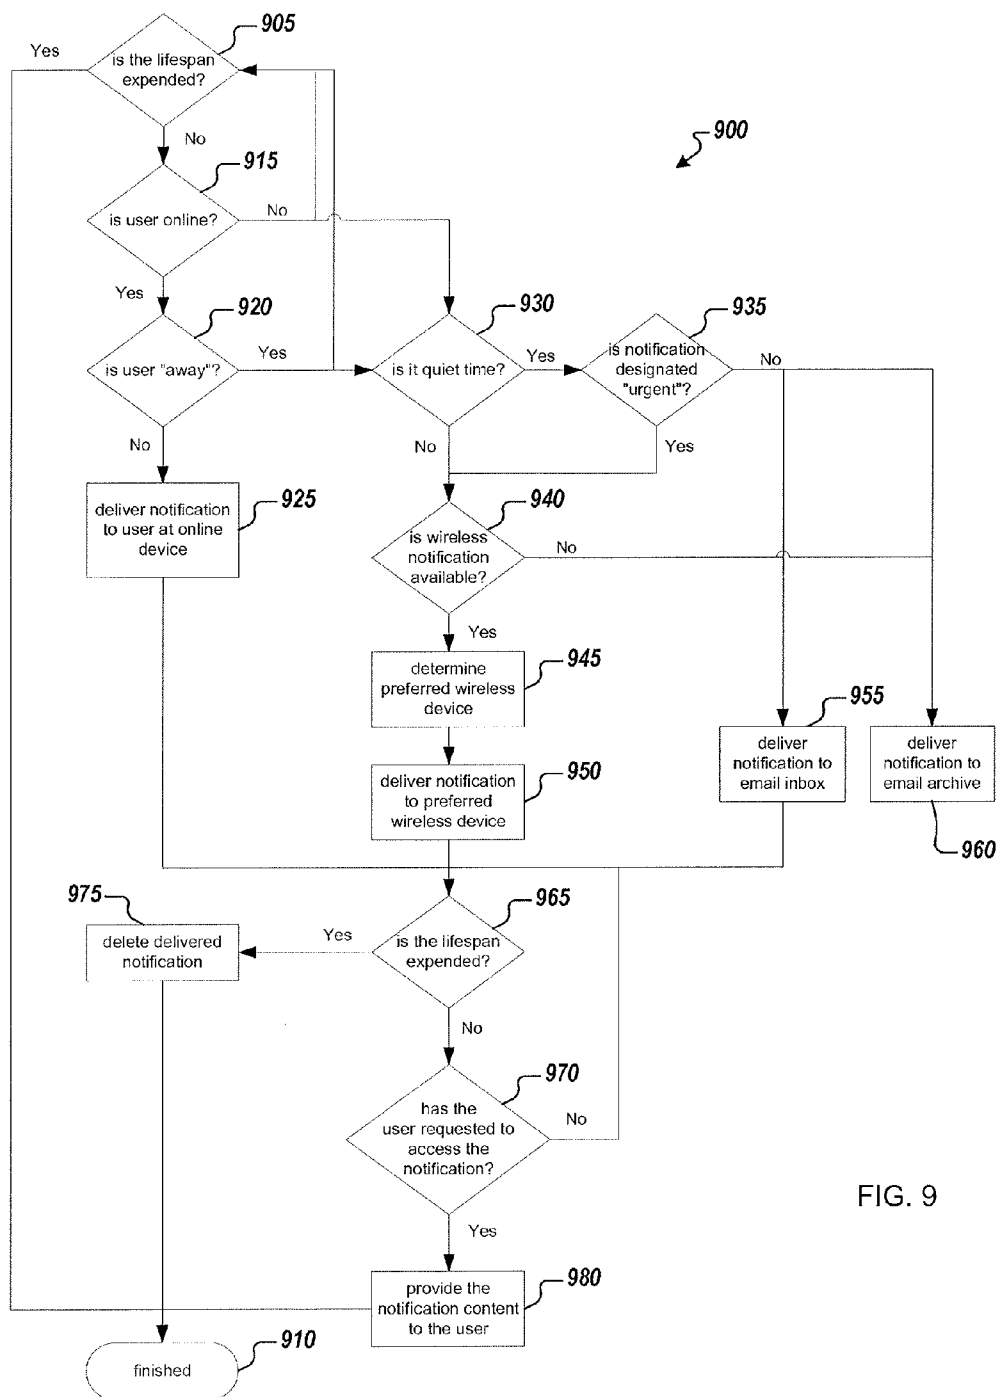 905
Yes
is the lifespan
expended?
900
No
915
is user online?
No
Yes
920
930
935
is user "away"?
Yes
is it quiet time?
Yes
is notification
designated
"urgent"?
No
No
No
Yes
deliver notification
to user at online
device
925
940
is wireless
notification
available?
No
Yes
determine
preferred wireless
device
945
955
deliver
notification to
email inbox
deliver
notification to
email archive
deliver notification
to preferred
wireless device
950
960
975
965
delete delivered
notification
Yes
is the lifespan
expended?
No
970
has the
user requested to
access the
notification?
No
FIG. 9
Yes
provide the
notification content
to the user
980
910
finished